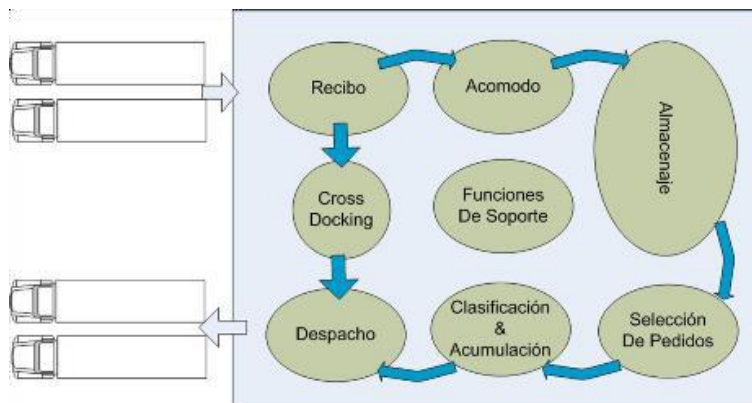 Recibo
Acomodo
Almacenaje
Cross
Docking
Funciones
De Soporte
Despacho
Clasificación
&
Acumulación
Selección
De Pedidos